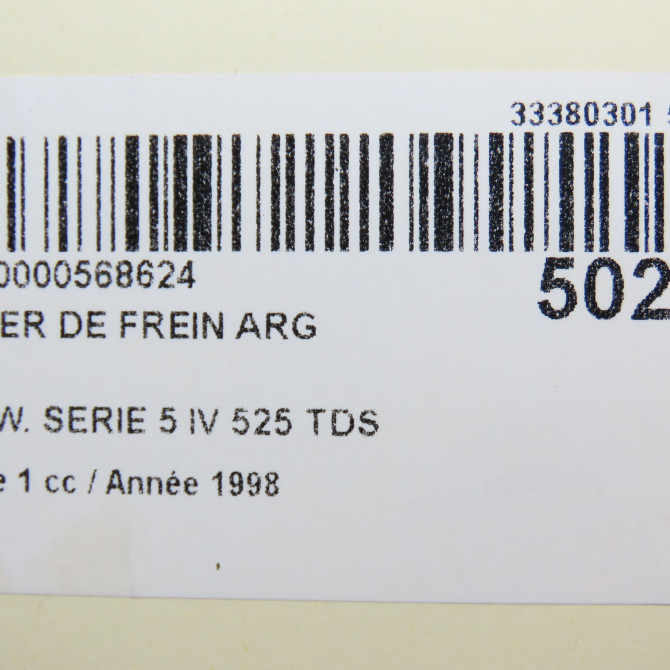 33380301
0000568624
502
ER DE FREIN ARG
W. SERIE 5 IV 525 TDS
e 1 cc / Année 1998